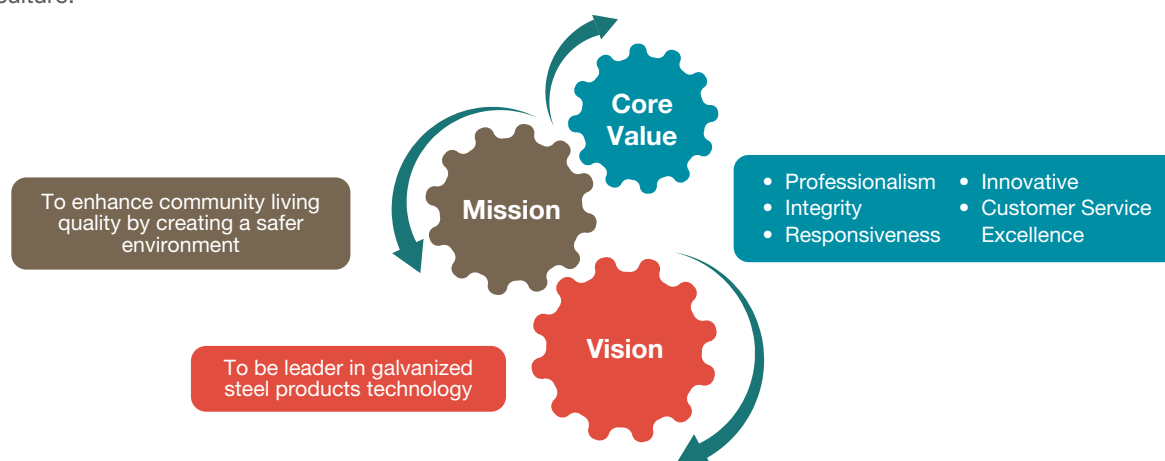 culture.
Core
Value
Mission
To enhance community living
quality by creating a safer
environment
• Professionalism
• Integrity
• Responsiveness
• Innovative
• Customer Service
Excellence
Vision
To be leader in galvanized
steel products technology